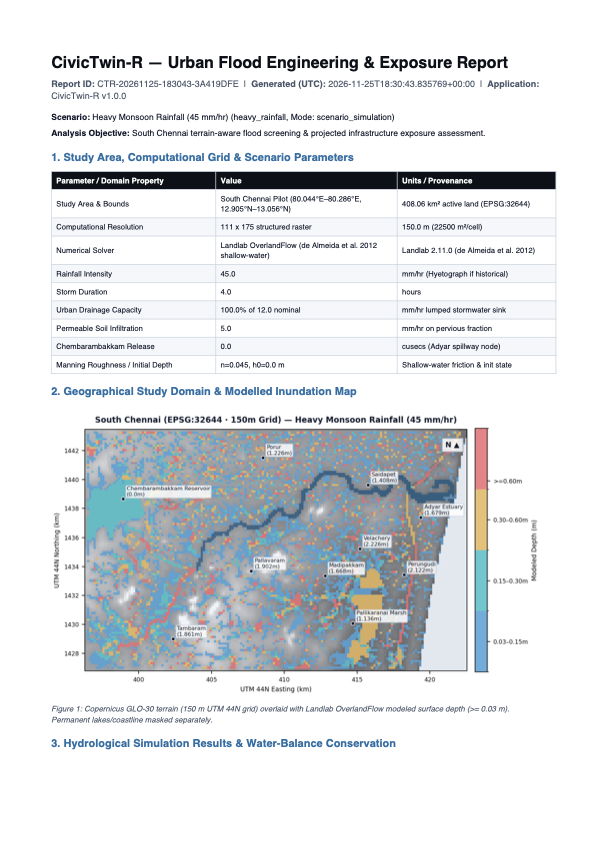 CivicTwin-R — Urban Flood Engineering & Exposure Report
Report ID: CTR-20261125-183043-3A419DFE | Generated (UTC): 2026-11-25T18:30:43.835769+00:00 | Application:
CivicTwin-R v1.0.0
Scenario: Heavy Monsoon Rainfall (45 mm/hr) (heavy_rainfall, Mode: scenario_simulation)
Analysis Objective: South Chennai terrain-aware flood screening & projected infrastructure exposure assessment.
1. Study Area, Computational Grid & Scenario Parameters
Parameter / Domain Property Value Units / Provenance
Study Area & Bounds South Chennai Pilot (80.044°E–80.286°E, 408.06 km² active land (EPSG:32644)
12.905°N–13.056°N)
Computational Resolution 111 x 175 structured raster 150.0 m (22500 m²/cell)
Numerical Solver Landlab OverlandFlow (de Almeida et al. 2012 Landlab 2.11.0 (de Almeida et al. 2012)
shallow-water)
Rainfall Intensity 45.0 mm/hr (Hyetograph if historical)
Storm Duration 4.0 hours
Urban Drainage Capacity 100.0% of 12.0 nominal mm/hr lumped stormwater sink
Permeable Soil Infiltration 5.0 mm/hr on pervious fraction
Chembarambakkam Release 0.0 cusecs (Adyar spillway node)
Manning Roughness / Initial Depth n=0.045, h0=0.0 m Shallow-water friction & init state
2. Geographical Study Domain & Modelled Inundation Map
South Chennai (EPSG:32644 · 150m Grid) — Heavy Monsoon Rainfall (45 mm/hr)
N ▲
1442
1440
1438
1436
1434
1432
1430
1428
UTM 44N Northing (km)
Porur
(1.226m)
Saidapet
(1.408m)
Chembarambakkam Reservoir
(0.0m)
Adyar Estuary
(1.679m)
Velachery
(2.226m)
Pallavaram
(1.902m)
Madipakkam
(1.668m)
Perungudi
(2.122m)
Pallikaranai Marsh
(1.136m)
Tambaram
(1.861m)
400 405 410 415 420
UTM 44N Easting (km)
>=0.60m
0.30-0.60m
0.15-0.30m
0.03-0.15m
Modeled Depth (m)
Figure 1: Copernicus GLO-30 terrain (150 m UTM 44N grid) overlaid with Landlab OverlandFlow modeled surface depth (>= 0.03 m).
Permanent lakes/coastline masked separately.
3. Hydrological Simulation Results & Water-Balance Conservation